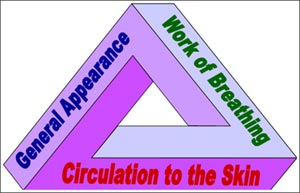 General Appearance
Work of Breathing
Circulation to the Skin